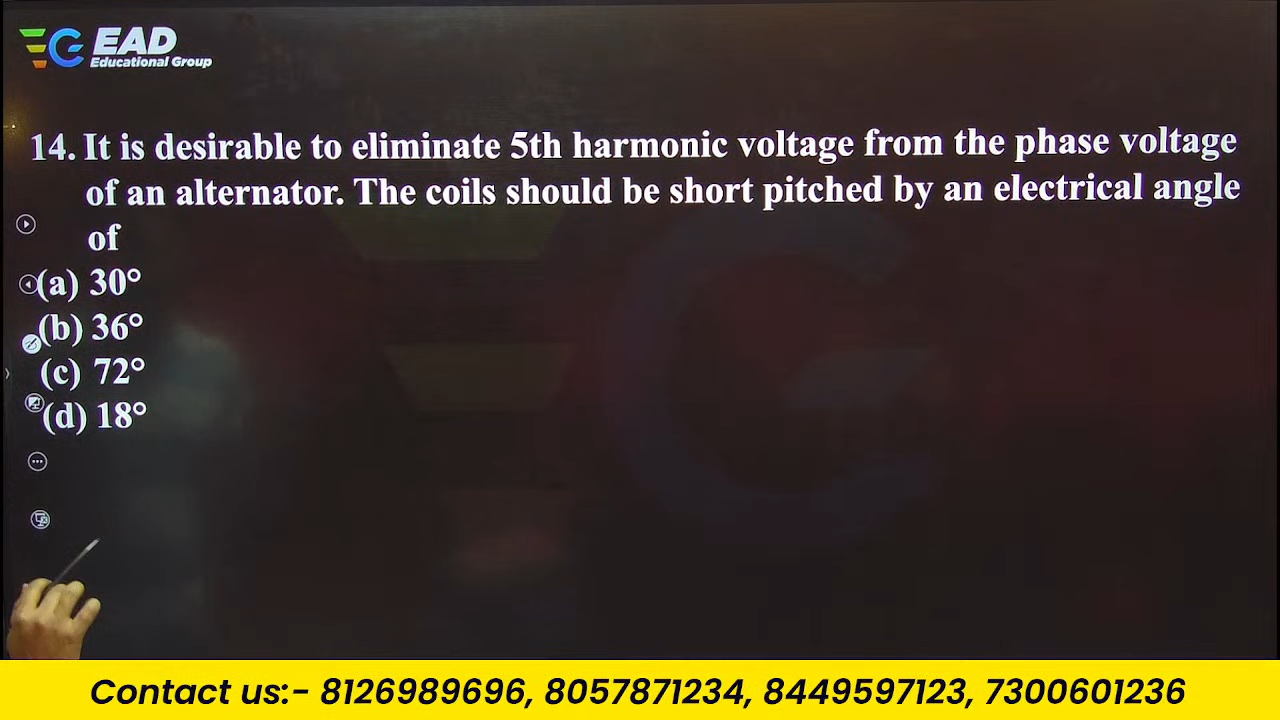 EAD
Educational Group
14. It is desirable to eliminate 5th harmonic voltage from the phase voltage
of an alternator. The coils should be short pitched by an electrical angle
of
(a) 30°
(b) 36°
(c) 72°
(d) 18°
Contact us:- 8126989696, 8057871234, 8449597123, 7300601236